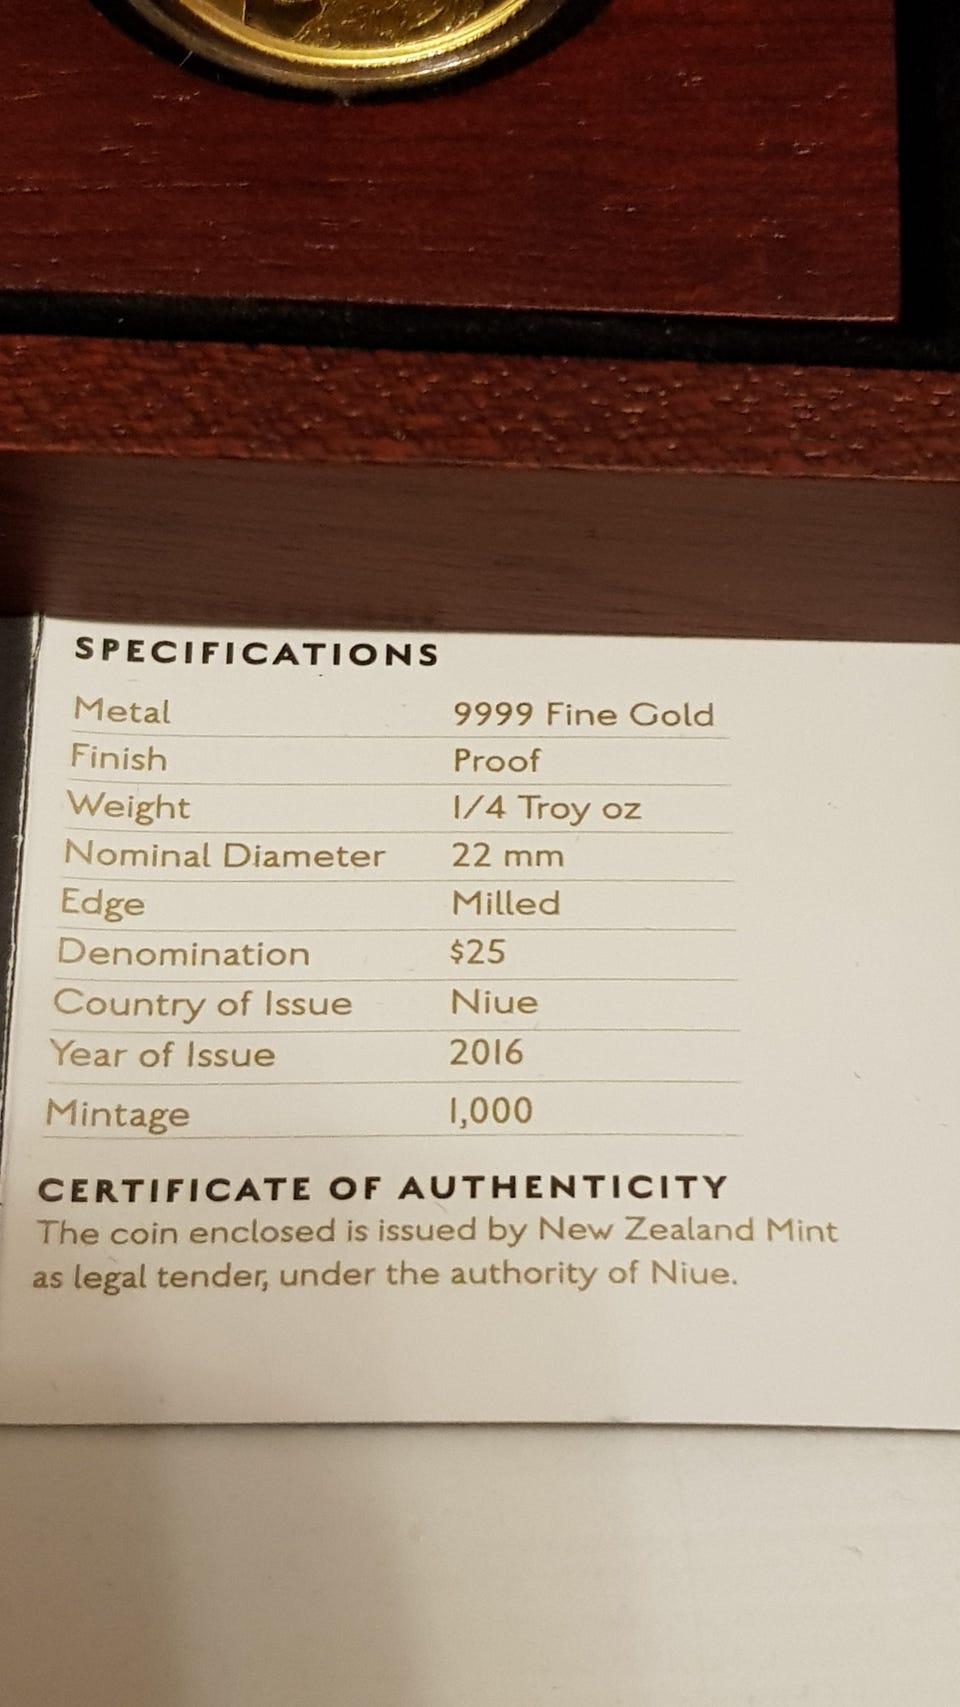 SPECIFICATIONS
Metal 9999 Fine Gold
Finish Proof
Weight 1/4 Troy oz
Nominal Diameter 22 mm
Edge Milled
Denomination $25
Country of Issue Niue
Year of Issue 2016
Mintage 1,000
CERTIFICATE OF AUTHENTICITY
The coin enclosed is issued by New Zealand Mint
as legal tender, under the authority of Niue.